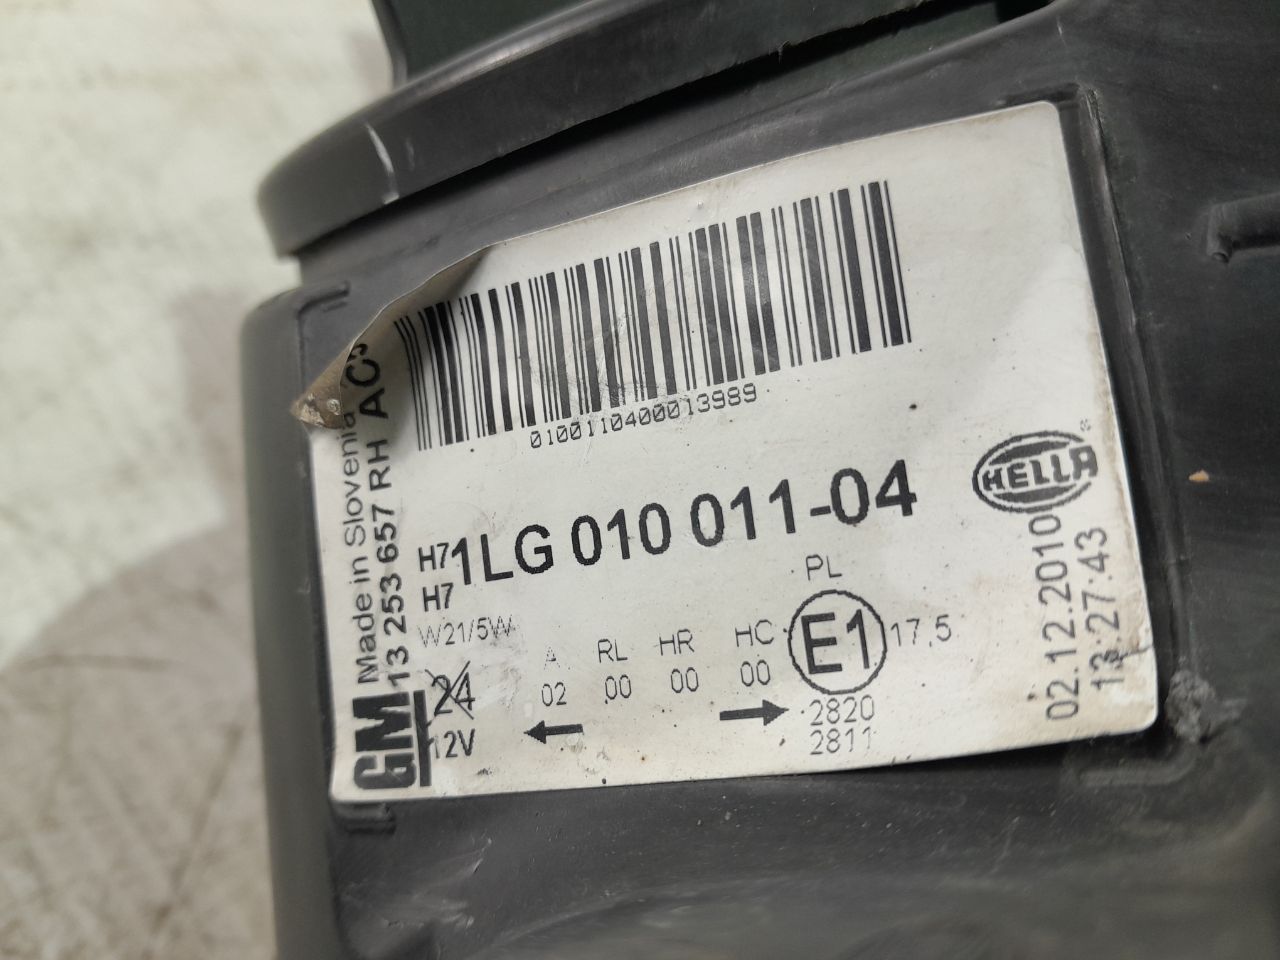 0100110400013989
1LG 010 011-04
HELLA
H7
H7
W21/5W
24
12V
A RL HR HC
02 00 00 00
PL
E1
17,5
2820
2811
02.12.2010
13:27:43
Made in Slovenia
GM 13 253 657 RH